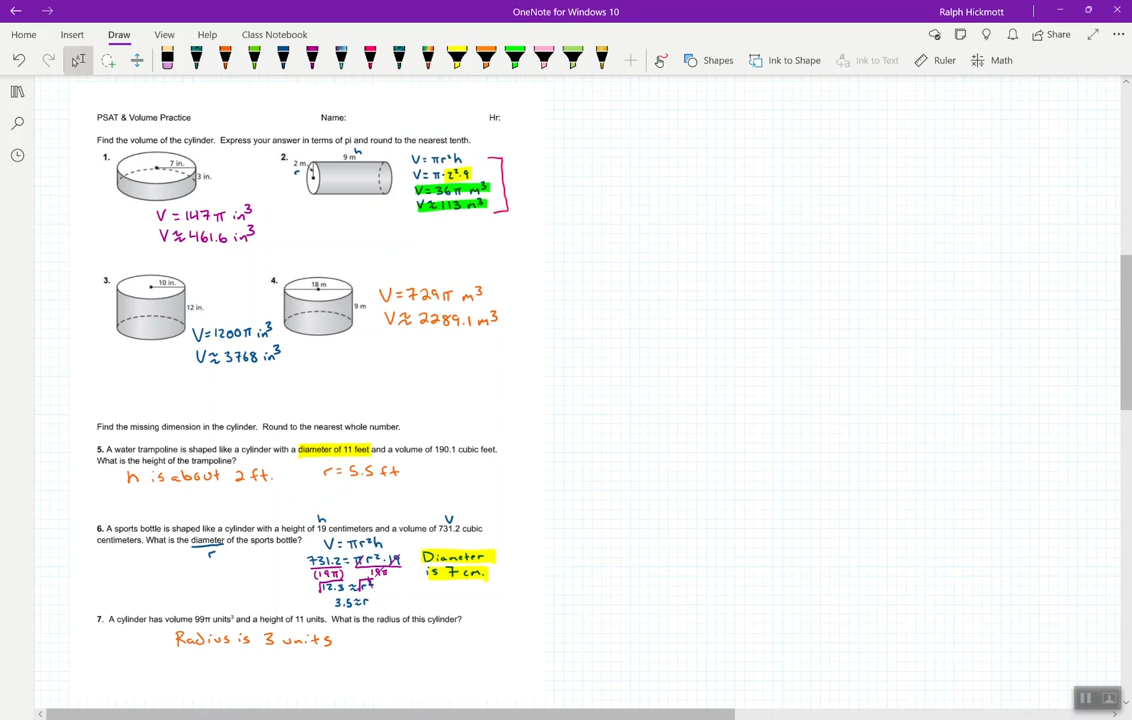 OneNote for Windows 10
Ralph Hickmott
Home Insert Draw View Help Class Notebook
Share
Shapes Ink to Shape Ink to Text Ruler Math
PSAT & Volume Practice Name: Hr:
Find the volume of the cylinder. Express your answer in terms of pi and round to the nearest tenth.
1.
7 in.
3 in.
V = 147π in³
V ≈ 461.6 in³
2.
h
9 m
2 m
r
V = πr²h
V = π·2²·9
V = 36π m³
V ≈ 113 m³
3.
10 in.
12 in.
V = 1200π in³
V ≈ 3768 in³
4.
18 m
9 m
V = 729π m³
V ≈ 2289.1 m³
Find the missing dimension in the cylinder. Round to the nearest whole number.
5. A water trampoline is shaped like a cylinder with a diameter of 11 feet and a volume of 190.1 cubic feet.
What is the height of the trampoline?
h is about 2 ft. r = 5.5 ft
h V
6. A sports bottle is shaped like a cylinder with a height of 19 centimeters and a volume of 731.2 cubic
centimeters. What is the diameter of the sports bottle?
r
V = πr²h
731.2 = πr²·19
(19π) 19π
√12.3 ≈ √r²
3.5 ≈ r
Diameter
is 7 cm.
7. A cylinder has volume 99π units³ and a height of 11 units. What is the radius of this cylinder?
Radius is 3 units